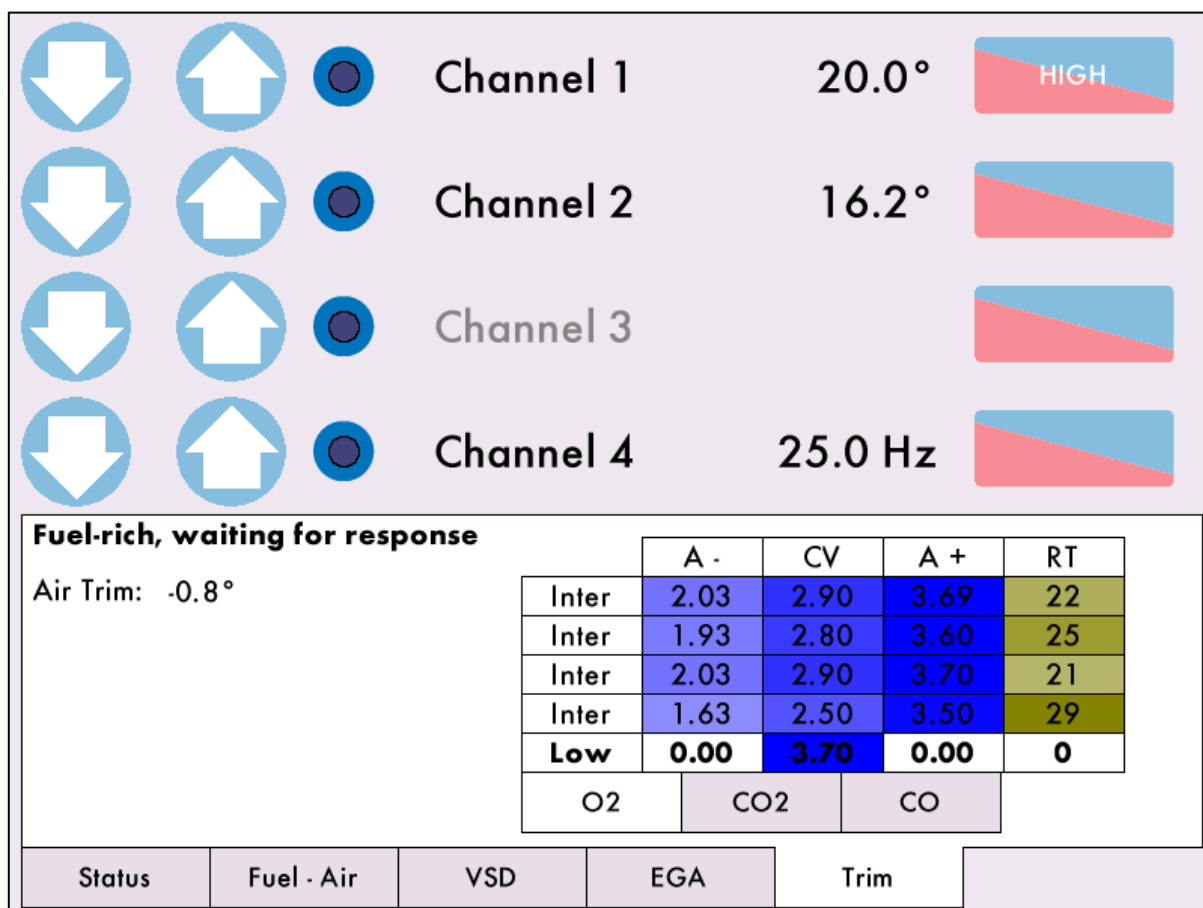 Channel 1 20.0° HIGH
Channel 2 16.2°
Channel 3
Channel 4 25.0 Hz
Fuel-rich, waiting for response
Air Trim: -0.8°
A - CV A + RT
Inter 2.03 2.90 3.69 22
Inter 1.93 2.80 3.60 25
Inter 2.03 2.90 3.70 21
Inter 1.63 2.50 3.50 29
Low 0.00 3.70 0.00 0
O2 CO2 CO
Status Fuel - Air VSD EGA Trim